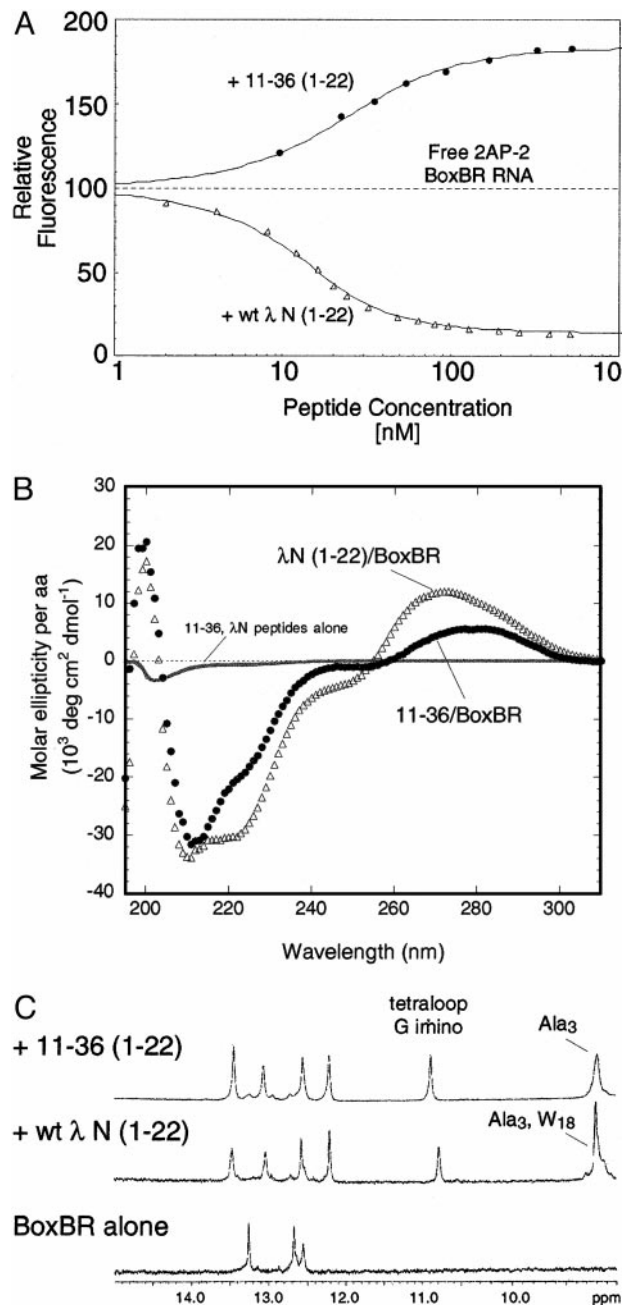 A
200
150
100
50
0
Relative
Fluorescence
+ 11-36 (1-22)
Free 2AP-2
BoxBR RNA
+ wt λ N (1-22)
1
10
100
10
Peptide Concentration
[nM]
B
30
20
10
0
-10
-20
-30
-40
Molar ellipticity per aa
(10³ deg cm² dmol⁻¹)
λN (1-22)/BoxBR
11-36, λN peptides alone
11-36/BoxBR
200
220
240
260
280
300
Wavelength (nm)
C
tetraloop
G imino
+ 11-36 (1-22)
Ala3
+ wt λ N (1-22)
Ala3, W18
BoxBR alone
14.0
13.0
12.0
11.0
10.0
ppm